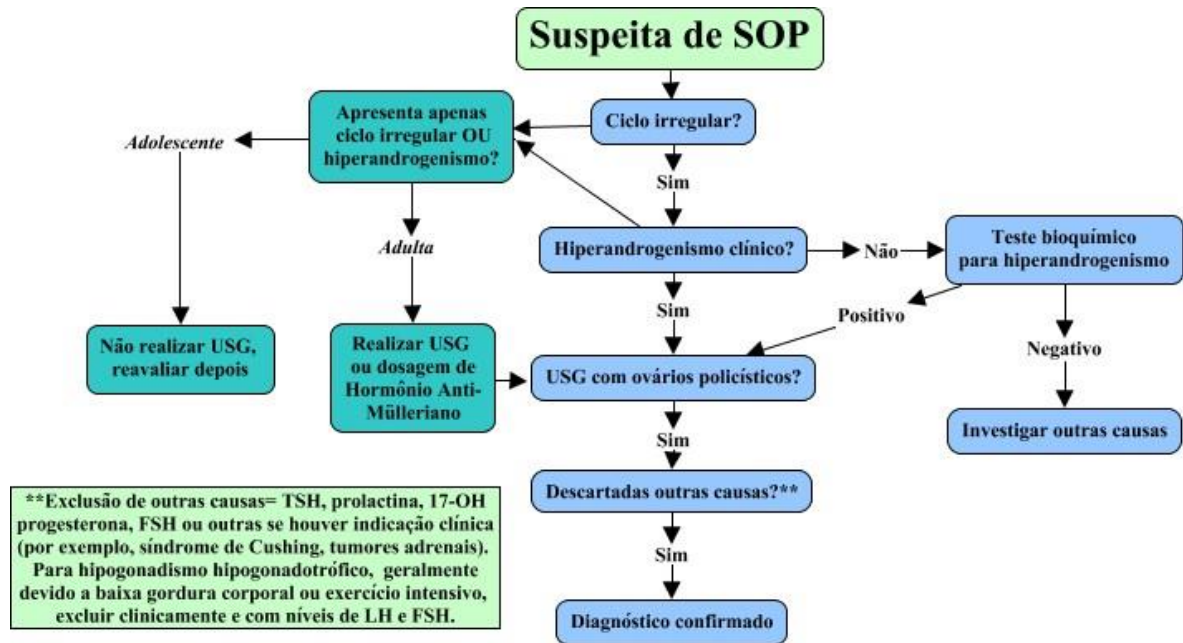 Suspeita de SOP
Ciclo irregular?
Apresenta apenas
ciclo irregular OU
hiperandrogenismo?
Adolescente
Sim
Adulta
Hiperandrogenismo clínico?
Não
Teste bioquímico
para hiperandrogenismo
Sim
Positivo
Negativo
Não realizar USG,
reavaliar depois
Realizar USG
ou dosagem de
Hormônio Anti-
Mülleriano
USG com ovários policísticos?
Investigar outras causas
Sim
Descartadas outras causas?**
Sim
Diagnóstico confirmado
**Exclusão de outras causas= TSH, prolactina, 17-OH
progesterona, FSH ou outras se houver indicação clínica
(por exemplo, síndrome de Cushing, tumores adrenais).
Para hipogonadismo hipogonadotrófico, geralmente
devido a baixa gordura corporal ou exercício intensivo,
excluir clinicamente e com níveis de LH e FSH.